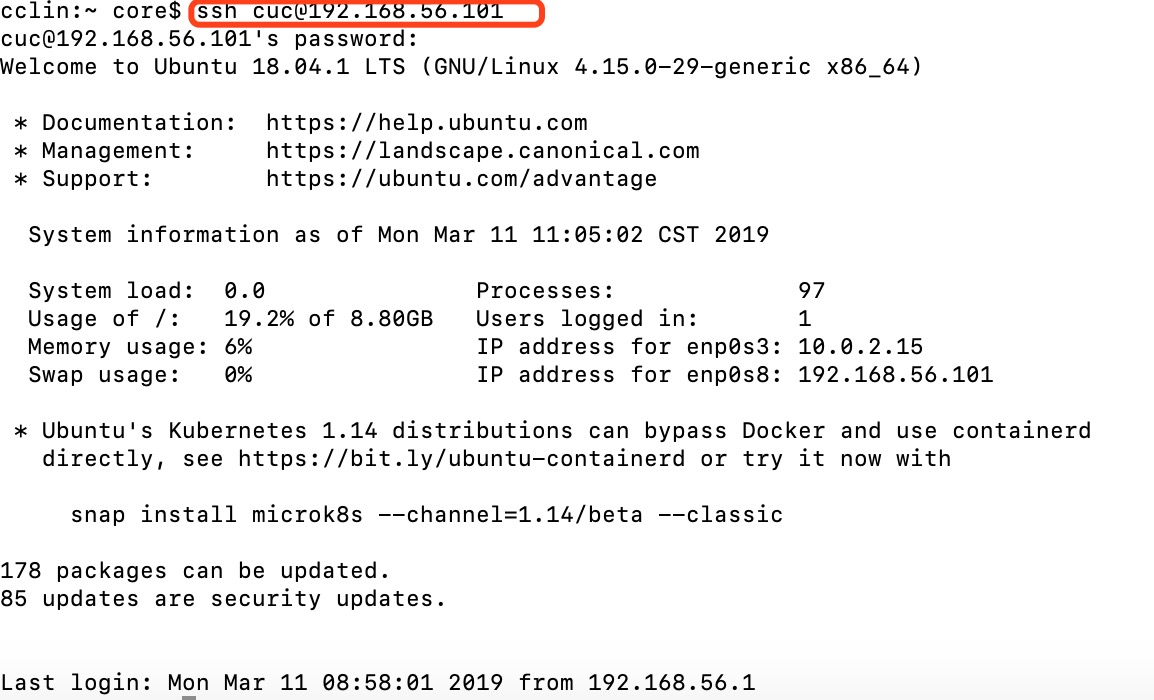 cclin:~ core$ ssh cuc@192.168.56.101
cuc@192.168.56.101's password:
Welcome to Ubuntu 18.04.1 LTS (GNU/Linux 4.15.0-29-generic x86_64)
* Documentation:  https://help.ubuntu.com
* Management:     https://landscape.canonical.com
* Support:        https://ubuntu.com/advantage
System information as of Mon Mar 11 11:05:02 CST 2019
System load:  0.0               Processes:             97
Usage of /:   19.2% of 8.80GB   Users logged in:       1
Memory usage: 6%                IP address for enp0s3: 10.0.2.15
Swap usage:   0%                IP address for enp0s8: 192.168.56.101
* Ubuntu's Kubernetes 1.14 distributions can bypass Docker and use containerd
directly, see https://bit.ly/ubuntu-containerd or try it now with
snap install microk8s --channel=1.14/beta --classic
178 packages can be updated.
85 updates are security updates.
Last login: Mon Mar 11 08:58:01 2019 from 192.168.56.1